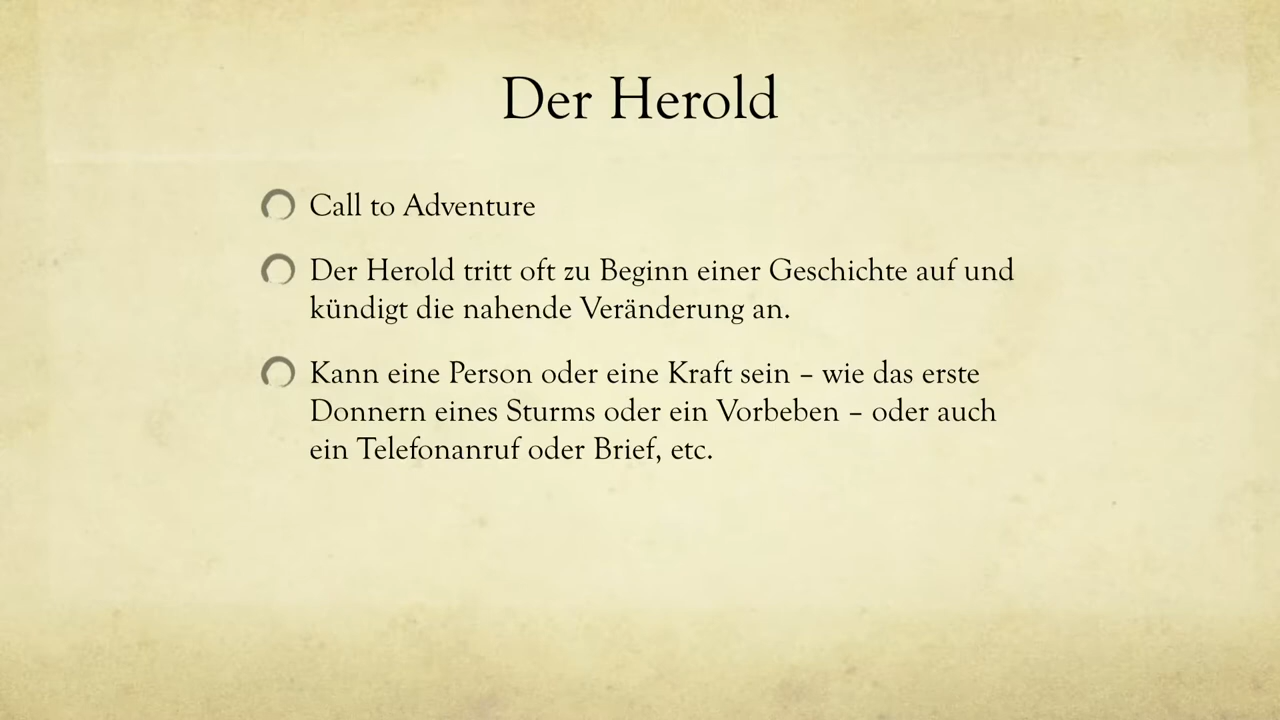 Der Herold
Call to Adventure
Der Herold tritt oft zu Beginn einer Geschichte auf und
kündigt die nahende Veränderung an.
Kann eine Person oder eine Kraft sein – wie das erste
Donnern eines Sturms oder ein Vorbeben – oder auch
ein Telefonanruf oder Brief, etc.